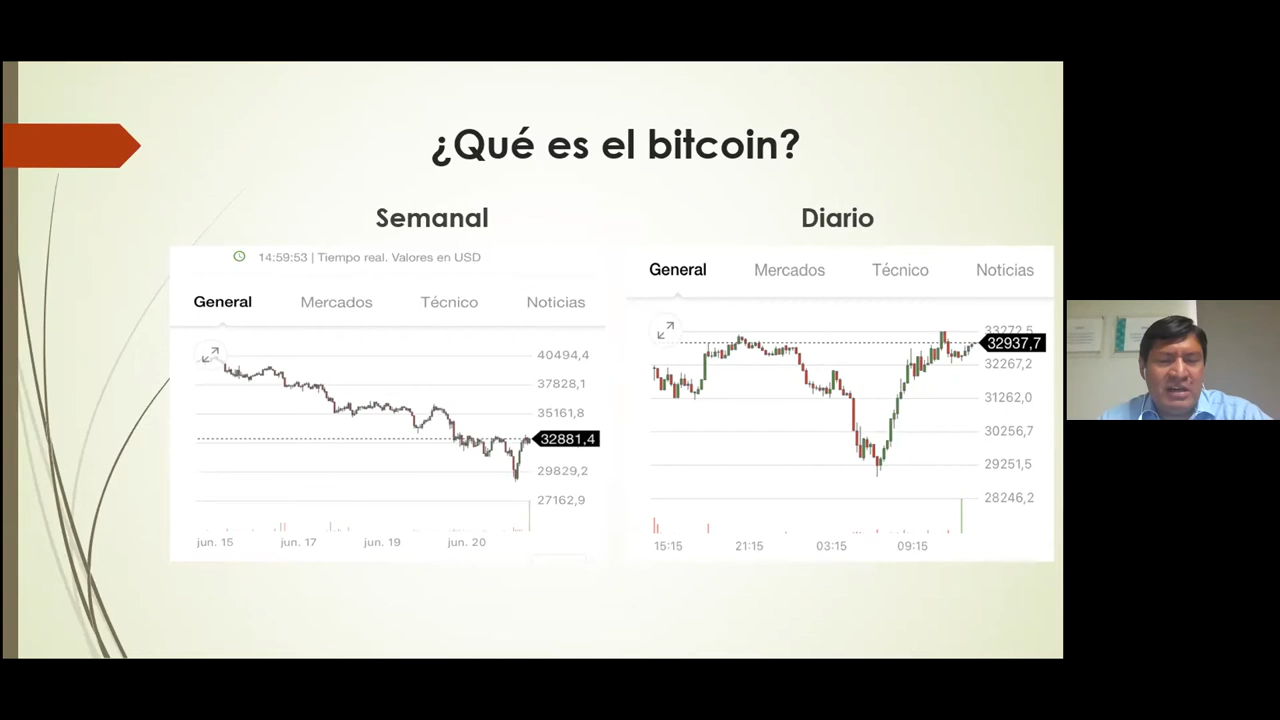 ¿Qué es el bitcoin?
Semanal
14:59:53 | Tiempo real. Valores en USD
General Mercados Técnico Noticias
40494,4
37828,1
35161,8
32881,4
29829,2
27162,9
jun. 15 jun. 17 jun. 19 jun. 20
Diario
General Mercados Técnico Noticias
33272,5
32937,7
32267,2
31262,0
30256,7
29251,5
28246,2
15:15 21:15 03:15 09:15